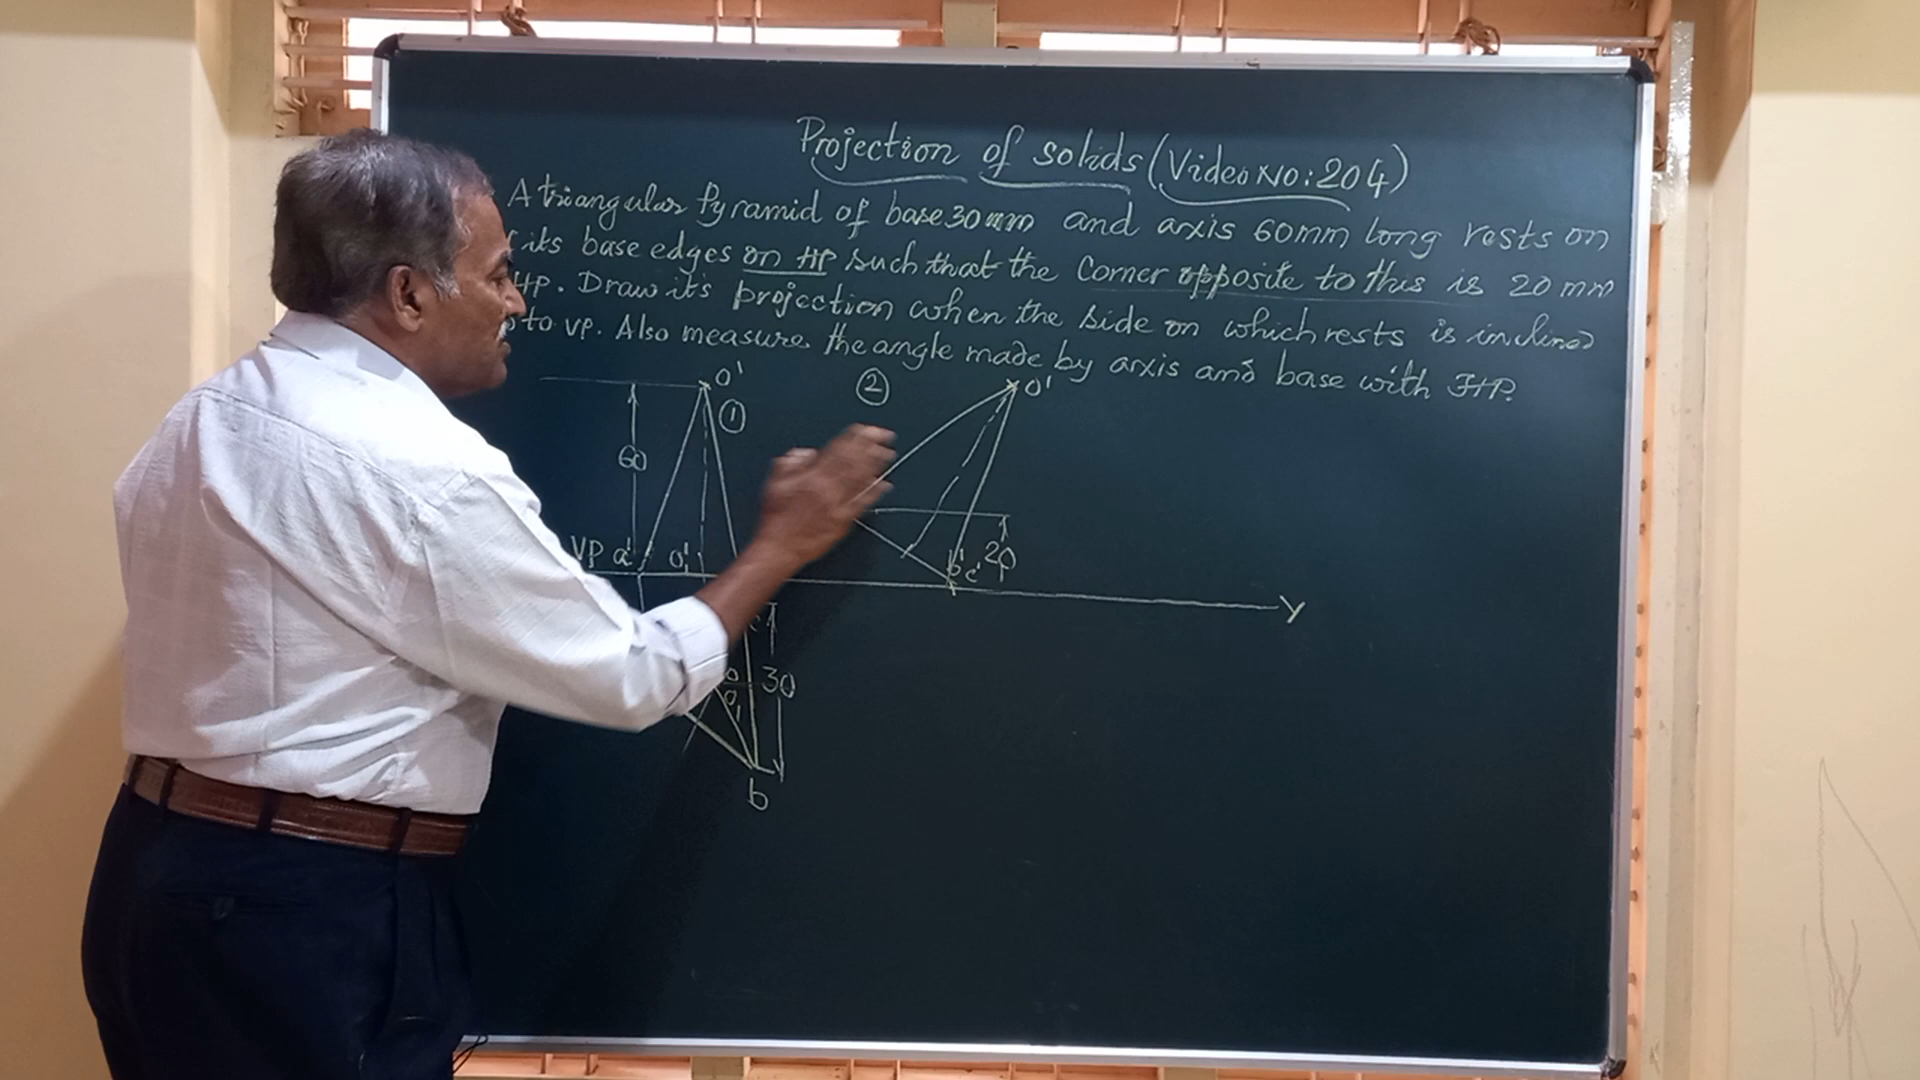 Projection of solids (Video NO: 204)
A triangular Pyramid of base 30mm and axis 60mm long rests on
its base edges on HP such that the corner opposite to this is 20mm
HP. Draw its projection when the side on which rests is inclined
to VP. Also measure the angle made by axis and base with HP.
O' ① ② O'
60
VP a' O'₁ b' c' 20
Y
30
b